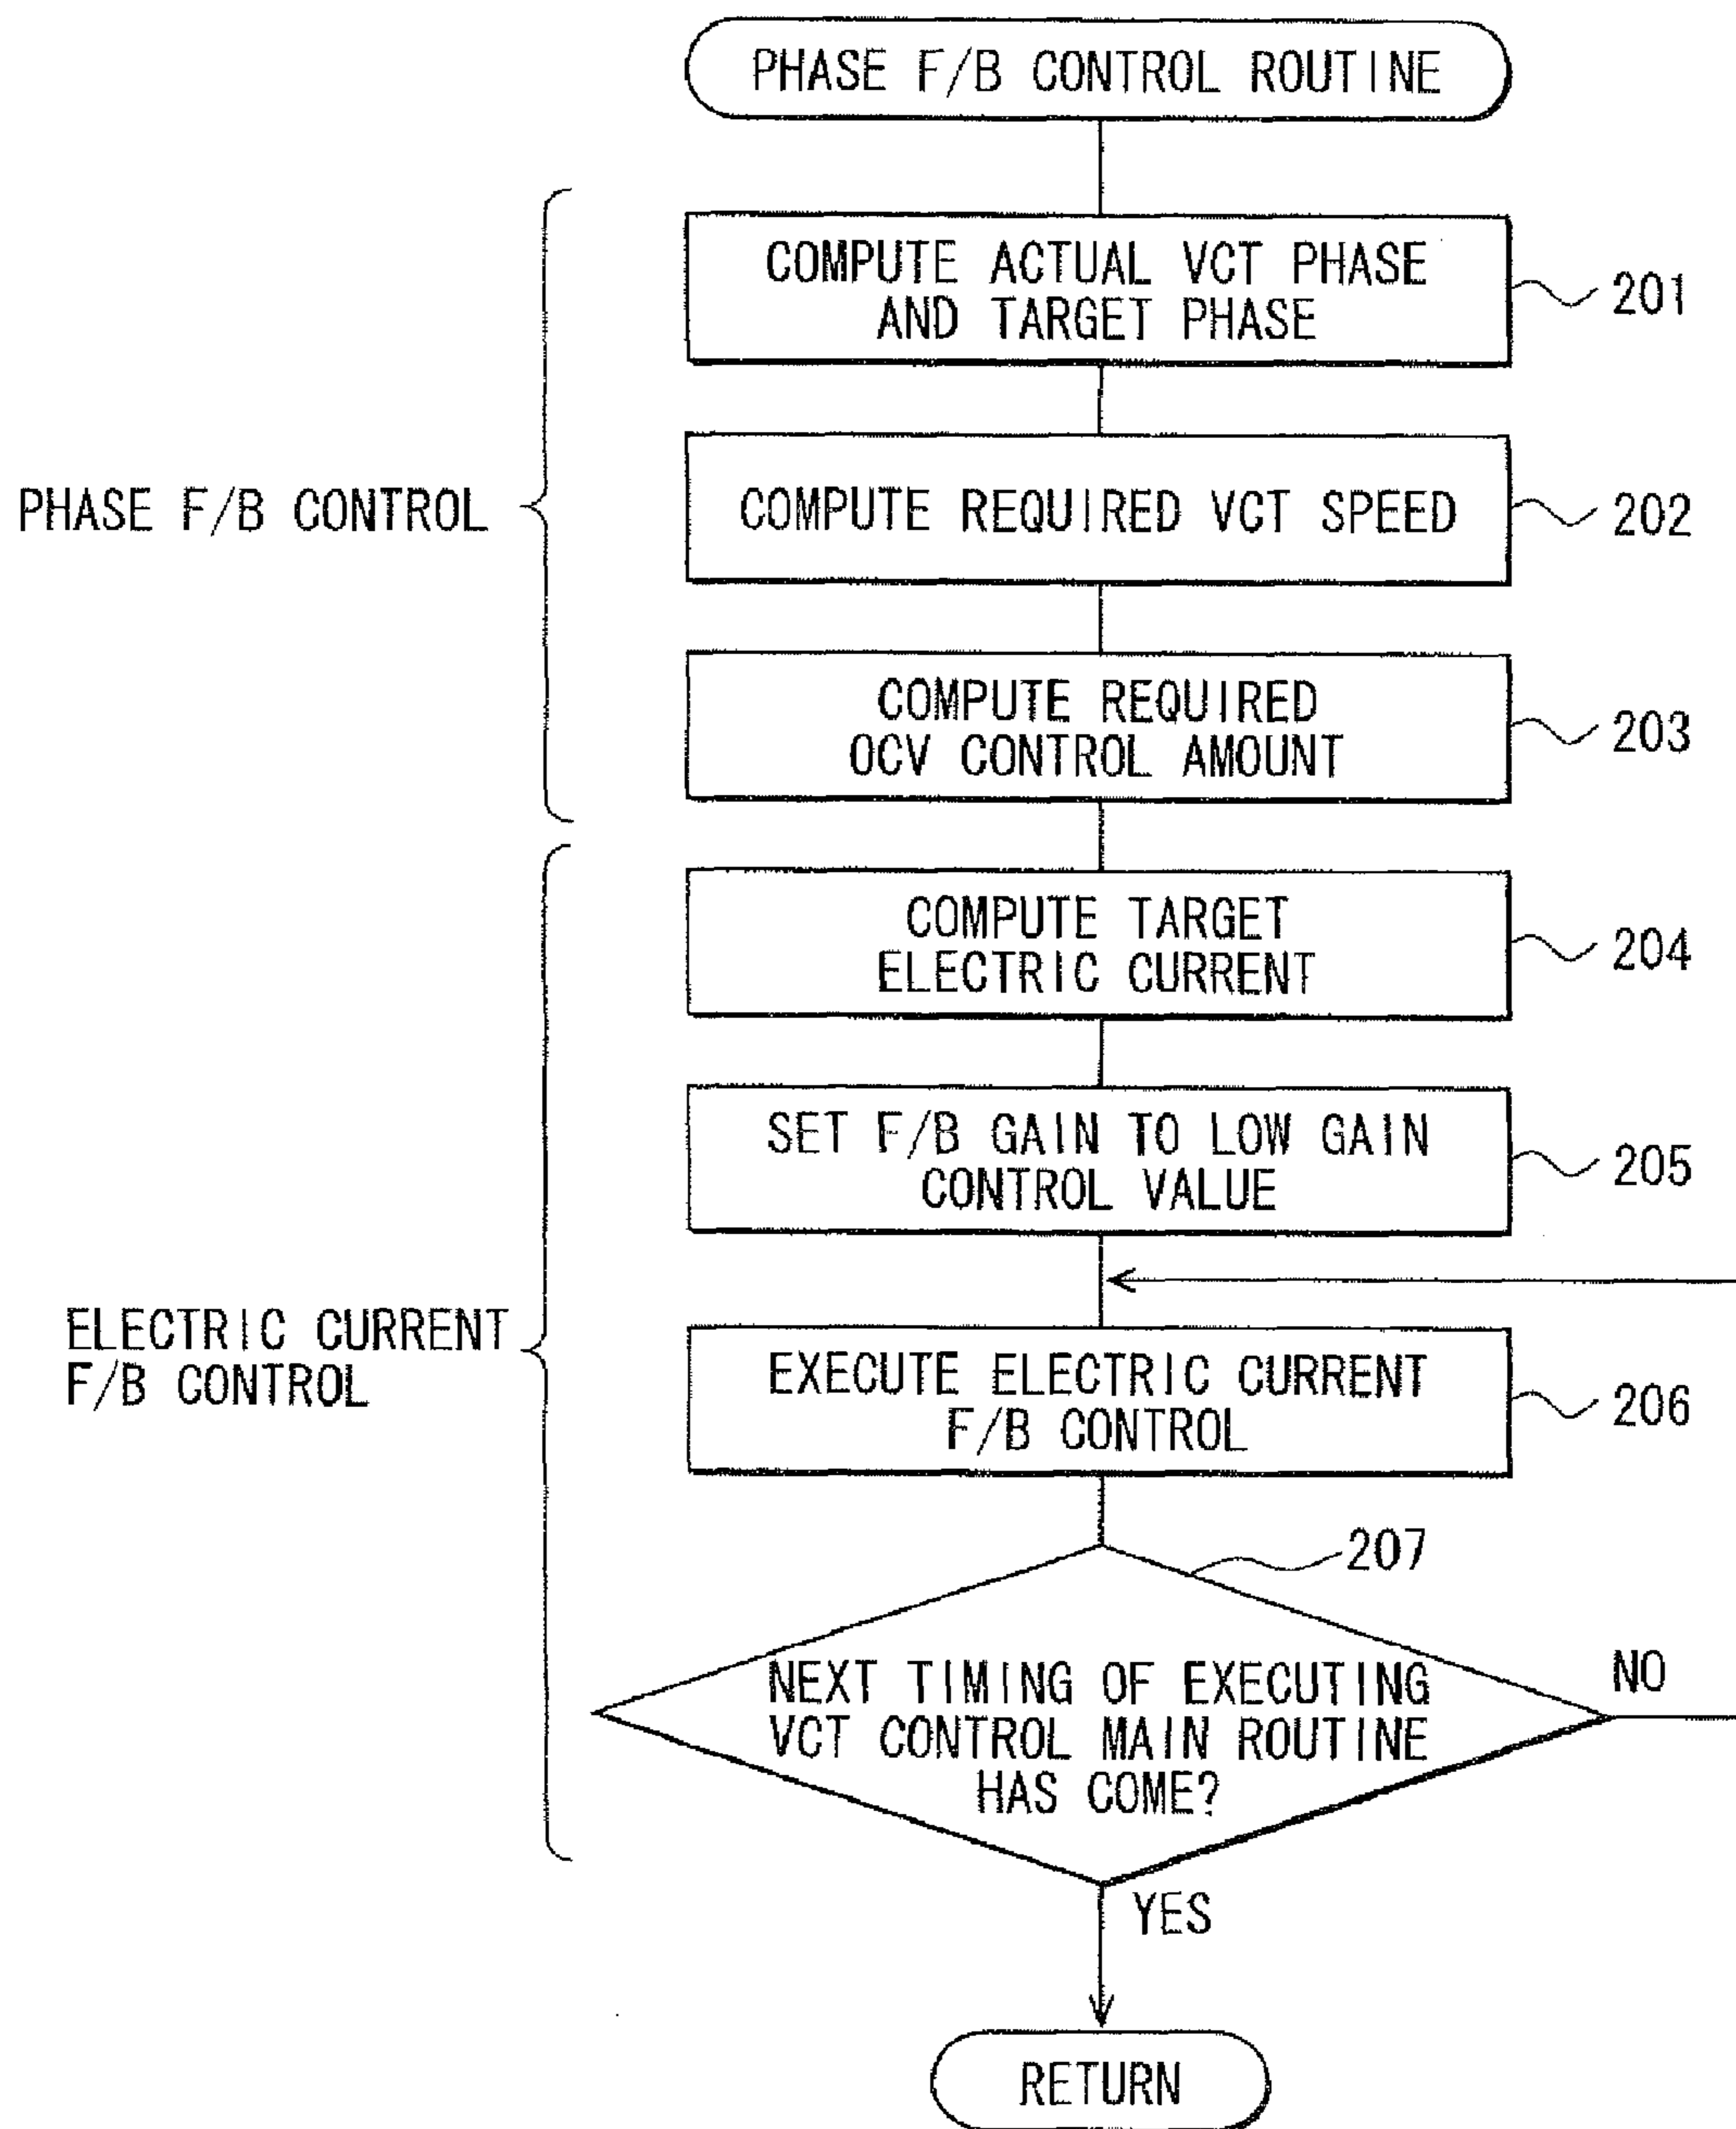 PHASE F/B CONTROL ROUTINE
COMPUTE ACTUAL VCT PHASE
AND TARGET PHASE
201
PHASE F/B CONTROL
COMPUTE REQUIRED VCT SPEED
202
COMPUTE REQUIRED
OCV CONTROL AMOUNT
203
COMPUTE TARGET
ELECTRIC CURRENT
204
SET F/B GAIN TO LOW GAIN
CONTROL VALUE
205
ELECTRIC CURRENT
F/B CONTROL
EXECUTE ELECTRIC CURRENT
F/B CONTROL
206
207
NEXT TIMING OF EXECUTING
VCT CONTROL MAIN ROUTINE
HAS COME?
NO
YES
RETURN